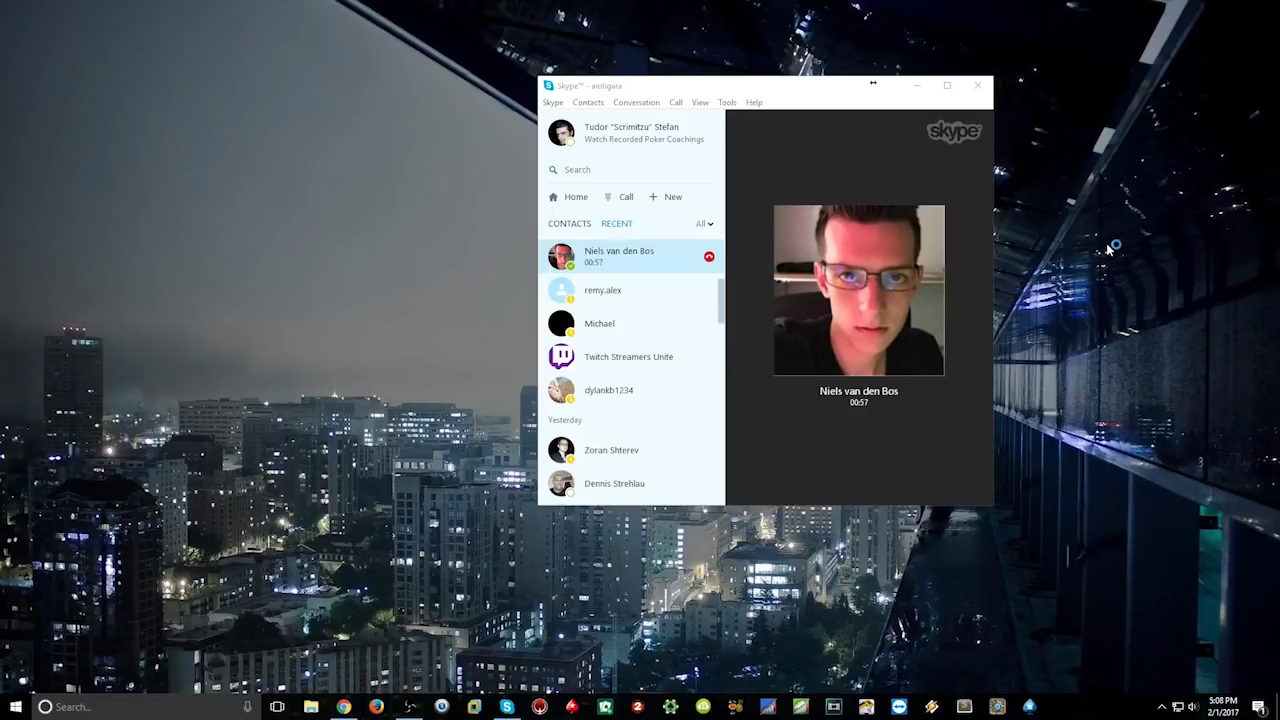 Skype™ - arotigara
Skype Contacts Conversation Call View Tools Help
Tudor "Scrimitzu" Stefan
Watch Recorded Poker Coachings
Search
Home Call New
CONTACTS RECENT All
Niels van den Bos
00:57
remy.alex
Michael
Twitch Streamers Unite
dylankb1234
Yesterday
Zoran Shterev
Dennis Strehlau
skype
Niels van den Bos
00:57
Search...
5:08 PM
2/1/2017